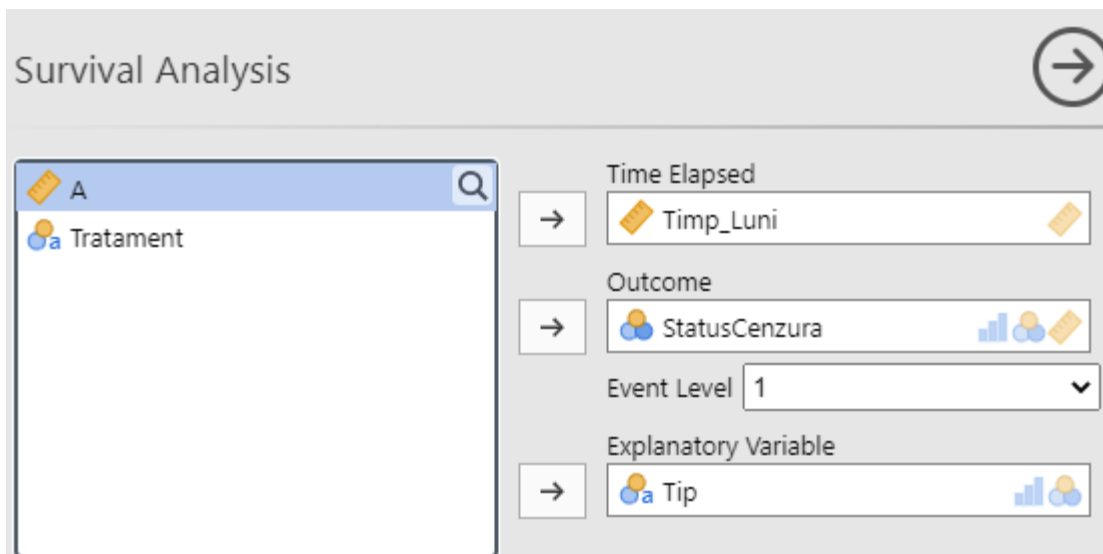 Survival Analysis
A
Tratament
Time Elapsed
Timp_Luni
Outcome
StatusCenzura
Event Level 1
Explanatory Variable
Tip